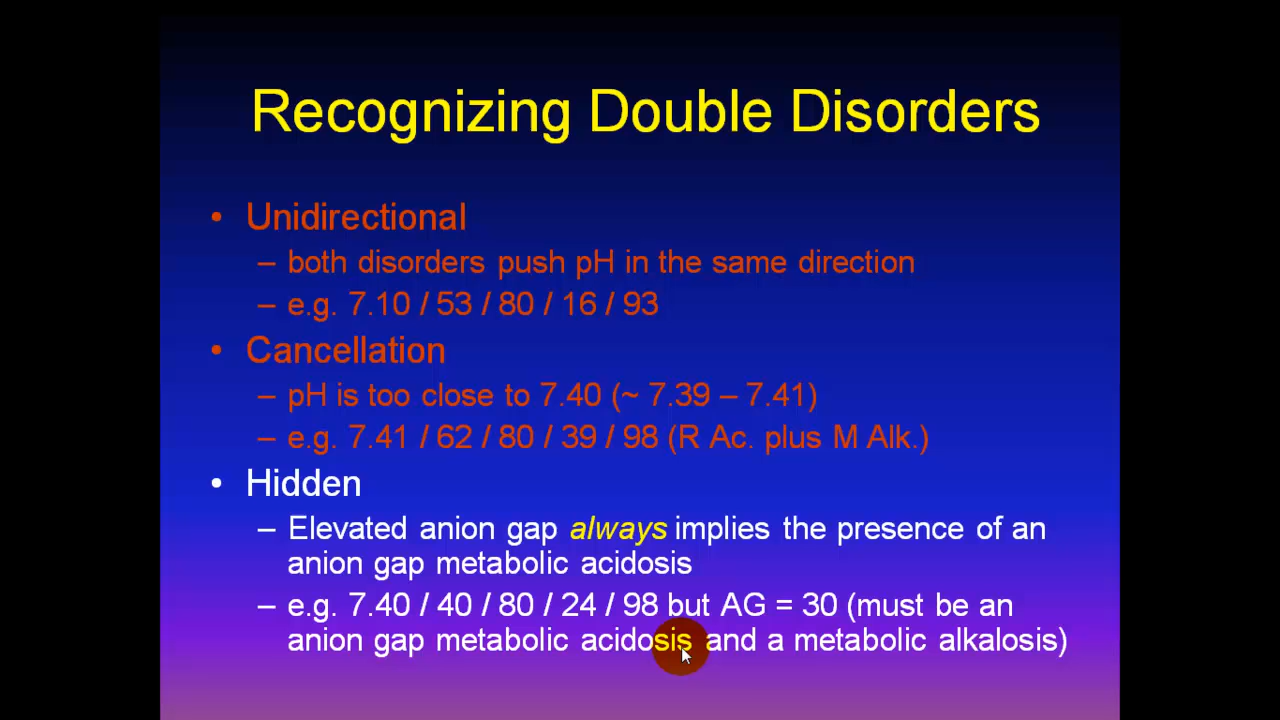 Recognizing Double Disorders
• Unidirectional
– both disorders push pH in the same direction
– e.g. 7.10 / 53 / 80 / 16 / 93
• Cancellation
– pH is too close to 7.40 (~ 7.39 – 7.41)
– e.g. 7.41 / 62 / 80 / 39 / 98 (R Ac. plus M Alk.)
• Hidden
– Elevated anion gap always implies the presence of an
anion gap metabolic acidosis
– e.g. 7.40 / 40 / 80 / 24 / 98 but AG = 30 (must be an
anion gap metabolic acidosis and a metabolic alkalosis)